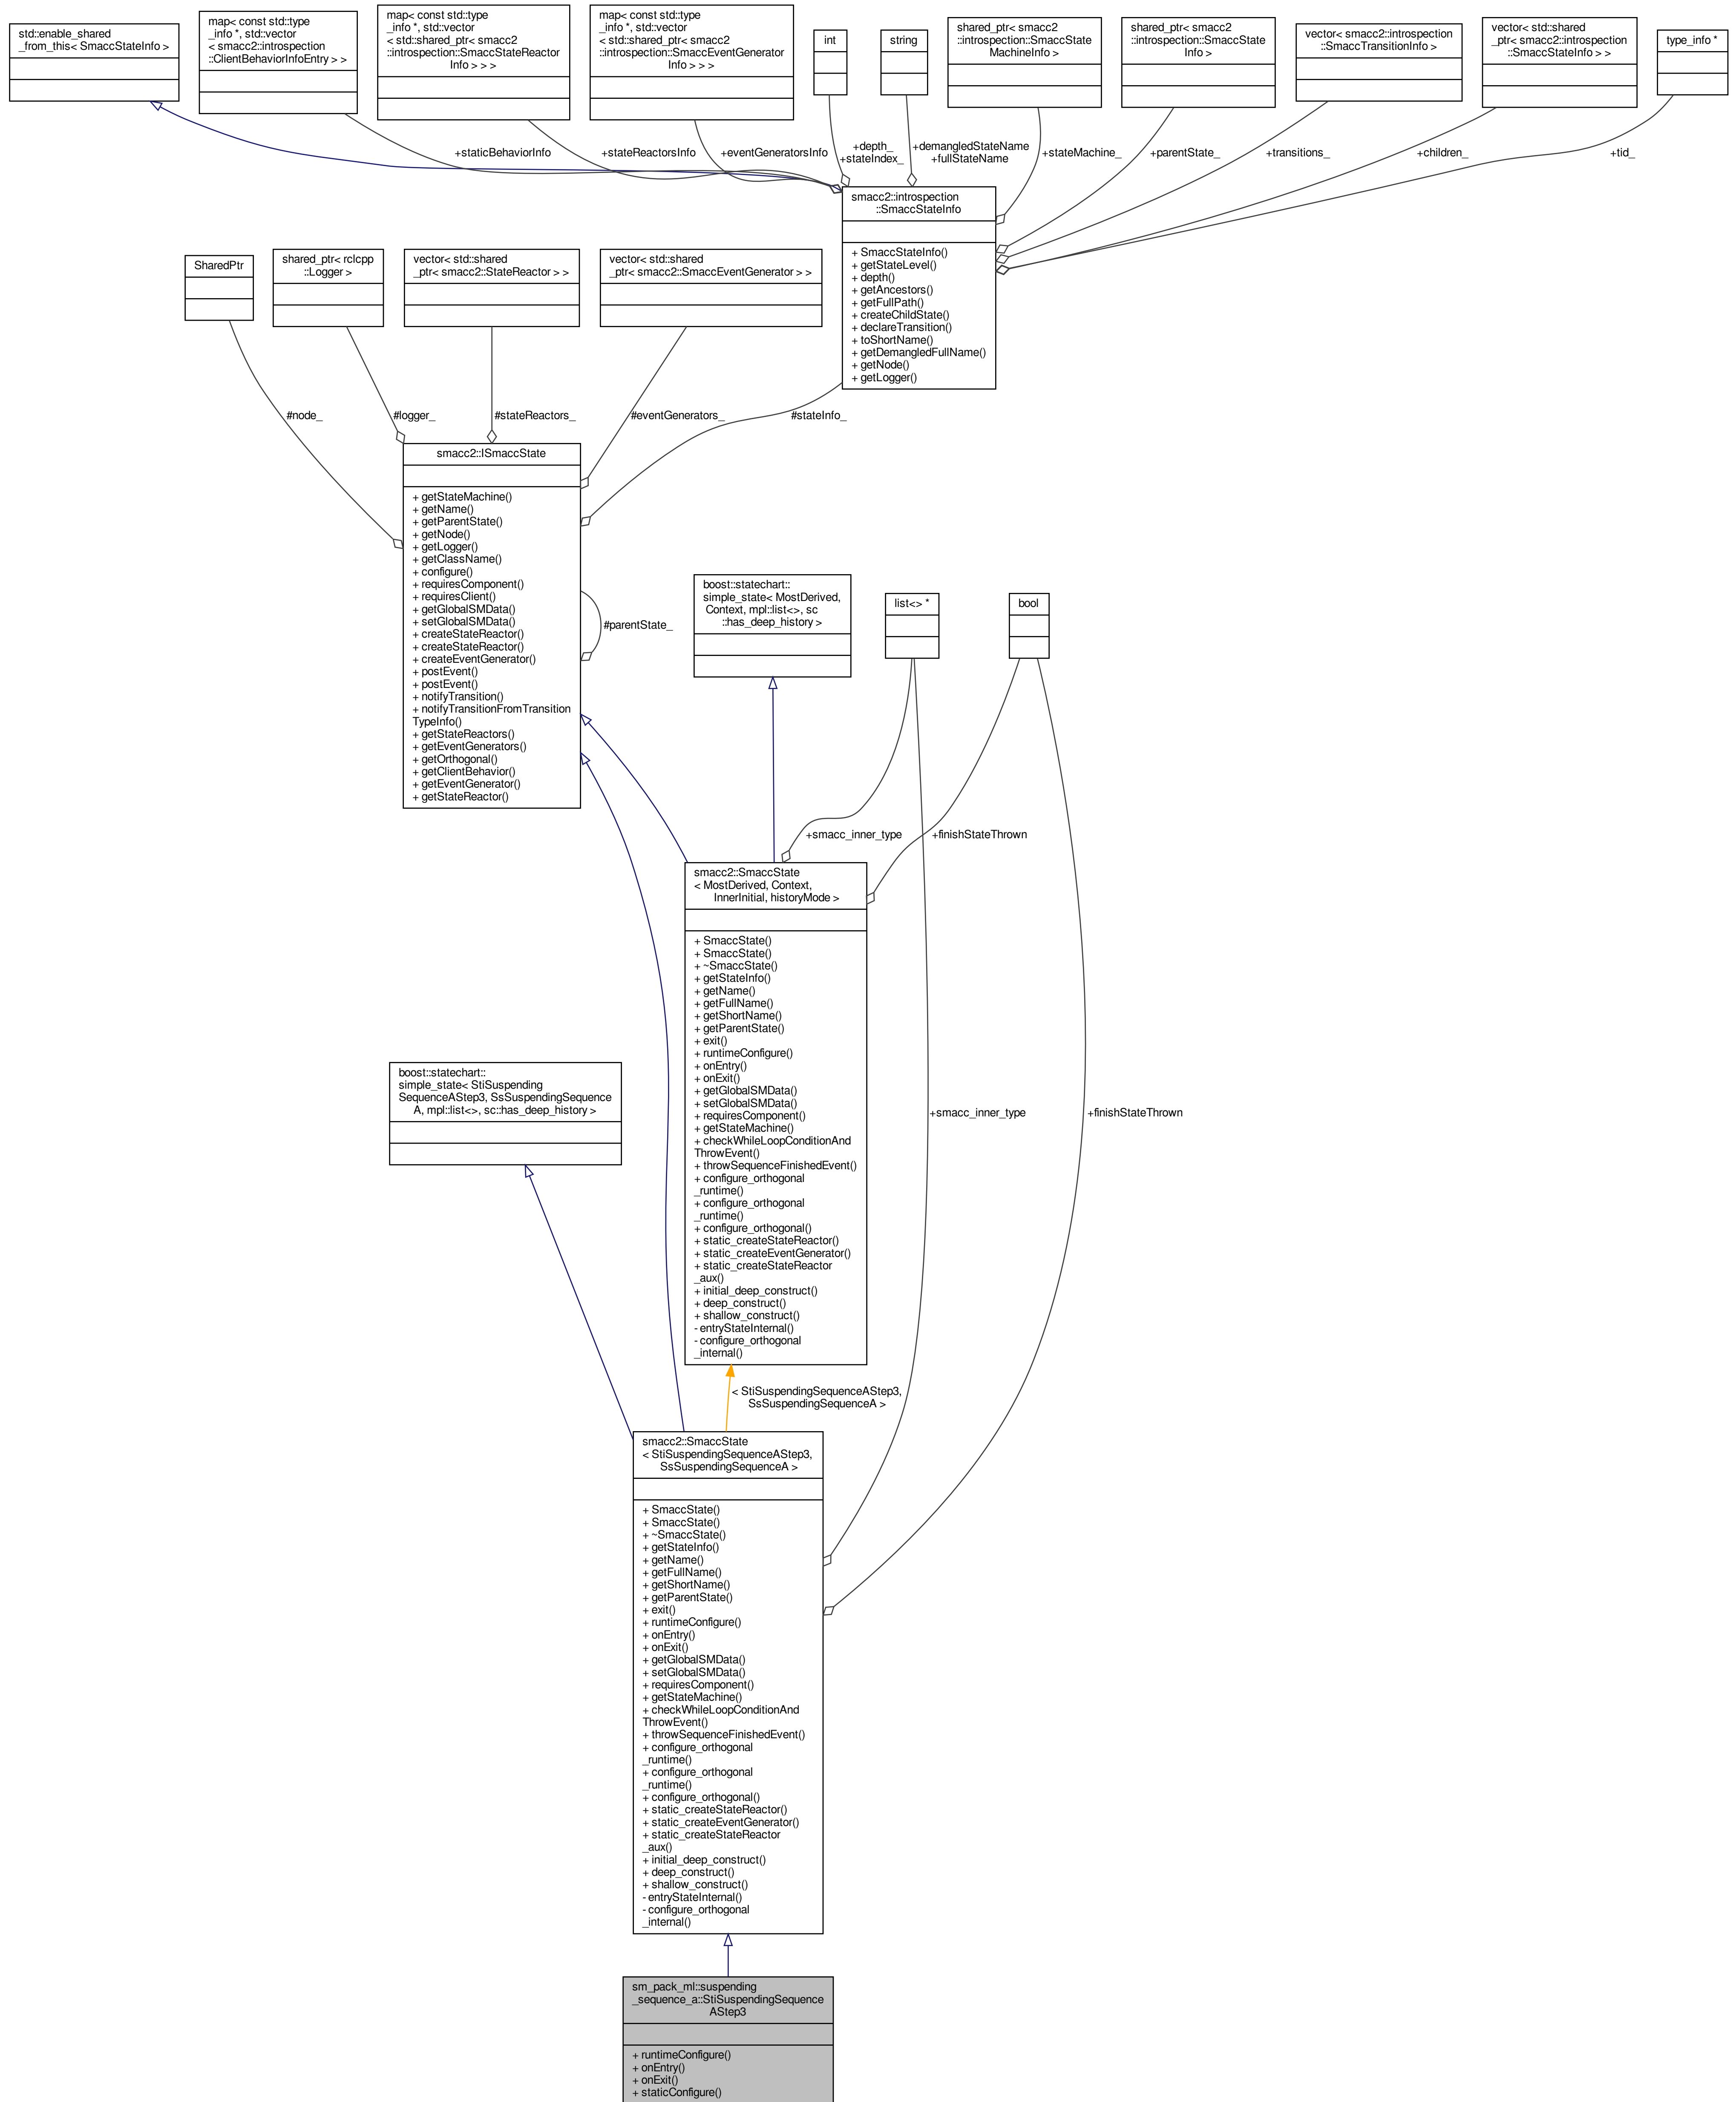 std::enable_shared
_from_this< SmaccStateInfo >
map< const std::type
_info *, std::vector
< smacc2::introspection
::ClientBehaviorInfoEntry > >
map< const std::type
_info *, std::vector
< std::shared_ptr< smacc2
::introspection::SmaccStateReactor
Info > > >
map< const std::type
_info *, std::vector
< std::shared_ptr< smacc2
::introspection::SmaccEventGenerator
Info > > >
int
string
shared_ptr< smacc2
::introspection::SmaccState
MachineInfo >
shared_ptr< smacc2
::introspection::SmaccState
Info >
vector< smacc2::introspection
::SmaccTransitionInfo >
vector< std::shared
_ptr< smacc2::introspection
::SmaccStateInfo > >
type_info *
+staticBehaviorInfo
+stateReactorsInfo
+eventGeneratorsInfo
+depth_
+stateIndex_
+demangledStateName
+fullStateName
+stateMachine_
+parentState_
+transitions_
+children_
+tid_
smacc2::introspection
::SmaccStateInfo
+ SmaccStateInfo()
+ getStateLevel()
+ depth()
+ getAncestors()
+ getFullPath()
+ createChildState()
+ declareTransition()
+ toShortName()
+ getDemangledFullName()
+ getNode()
+ getLogger()
SharedPtr
shared_ptr< rclcpp
::Logger >
vector< std::shared
_ptr< smacc2::StateReactor > >
vector< std::shared
_ptr< smacc2::SmaccEventGenerator > >
#node_
#logger_
#stateReactors_
#eventGenerators_
#stateInfo_
smacc2::ISmaccState
+ getStateMachine()
+ getName()
+ getParentState()
+ getNode()
+ getLogger()
+ getClassName()
+ configure()
+ requiresComponent()
+ requiresClient()
+ getGlobalSMData()
+ setGlobalSMData()
+ createStateReactor()
+ createStateReactor()
+ createEventGenerator()
+ postEvent()
+ postEvent()
+ notifyTransition()
+ notifyTransitionFromTransition
TypeInfo()
+ getStateReactors()
+ getEventGenerators()
+ getOrthogonal()
+ getClientBehavior()
+ getEventGenerator()
+ getStateReactor()
#parentState_
boost::statechart::
simple_state< MostDerived,
Context, mpl::list<>, sc
::has_deep_history >
list<> *
bool
+smacc_inner_type
+finishStateThrown
smacc2::SmaccState
< MostDerived, Context,
InnerInitial, historyMode >
+ SmaccState()
+ SmaccState()
+ ~SmaccState()
+ getStateInfo()
+ getName()
+ getFullName()
+ getShortName()
+ getParentState()
+ exit()
+ runtimeConfigure()
+ onEntry()
+ onExit()
+ getGlobalSMData()
+ setGlobalSMData()
+ requiresComponent()
+ getStateMachine()
+ checkWhileLoopConditionAnd
ThrowEvent()
+ throwSequenceFinishedEvent()
+ configure_orthogonal
_runtime()
+ configure_orthogonal
_runtime()
+ configure_orthogonal()
+ static_createStateReactor()
+ static_createEventGenerator()
+ static_createStateReactor
_aux()
+ initial_deep_construct()
+ deep_construct()
+ shallow_construct()
- entryStateInternal()
- configure_orthogonal
_internal()
boost::statechart::
simple_state< StiSuspending
SequenceAStep3, SsSuspendingSequence
A, mpl::list<>, sc::has_deep_history >
+smacc_inner_type
+finishStateThrown
< StiSuspendingSequenceAStep3,
SsSuspendingSequenceA >
smacc2::SmaccState
< StiSuspendingSequenceAStep3,
SsSuspendingSequenceA >
+ SmaccState()
+ SmaccState()
+ ~SmaccState()
+ getStateInfo()
+ getName()
+ getFullName()
+ getShortName()
+ getParentState()
+ exit()
+ runtimeConfigure()
+ onEntry()
+ onExit()
+ getGlobalSMData()
+ setGlobalSMData()
+ requiresComponent()
+ getStateMachine()
+ checkWhileLoopConditionAnd
ThrowEvent()
+ throwSequenceFinishedEvent()
+ configure_orthogonal
_runtime()
+ configure_orthogonal
_runtime()
+ configure_orthogonal()
+ static_createStateReactor()
+ static_createEventGenerator()
+ static_createStateReactor
_aux()
+ initial_deep_construct()
+ deep_construct()
+ shallow_construct()
- entryStateInternal()
- configure_orthogonal
_internal()
sm_pack_ml::suspending
_sequence_a::StiSuspendingSequence
AStep3
+ runtimeConfigure()
+ onEntry()
+ onExit()
+ staticConfigure()